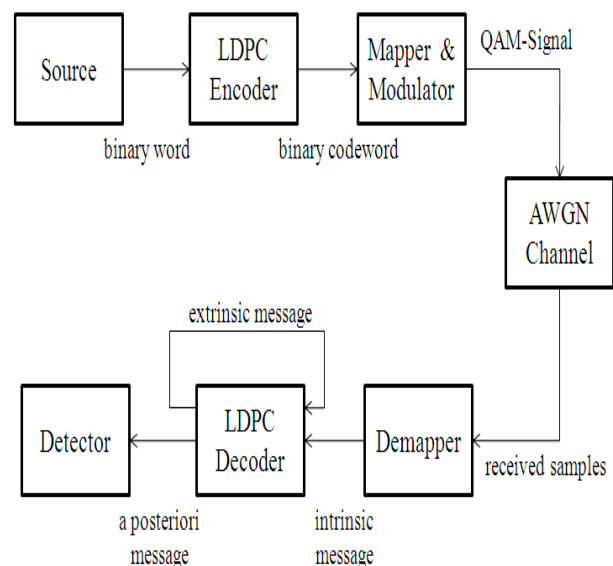 Source
LDPC
Encoder
Mapper &
Modulator
QAM-Signal
binary word
binary codeword
AWGN
Channel
extrinsic message
Detector
LDPC
Decoder
Demapper
received samples
a posteriori
message
intrinsic
message